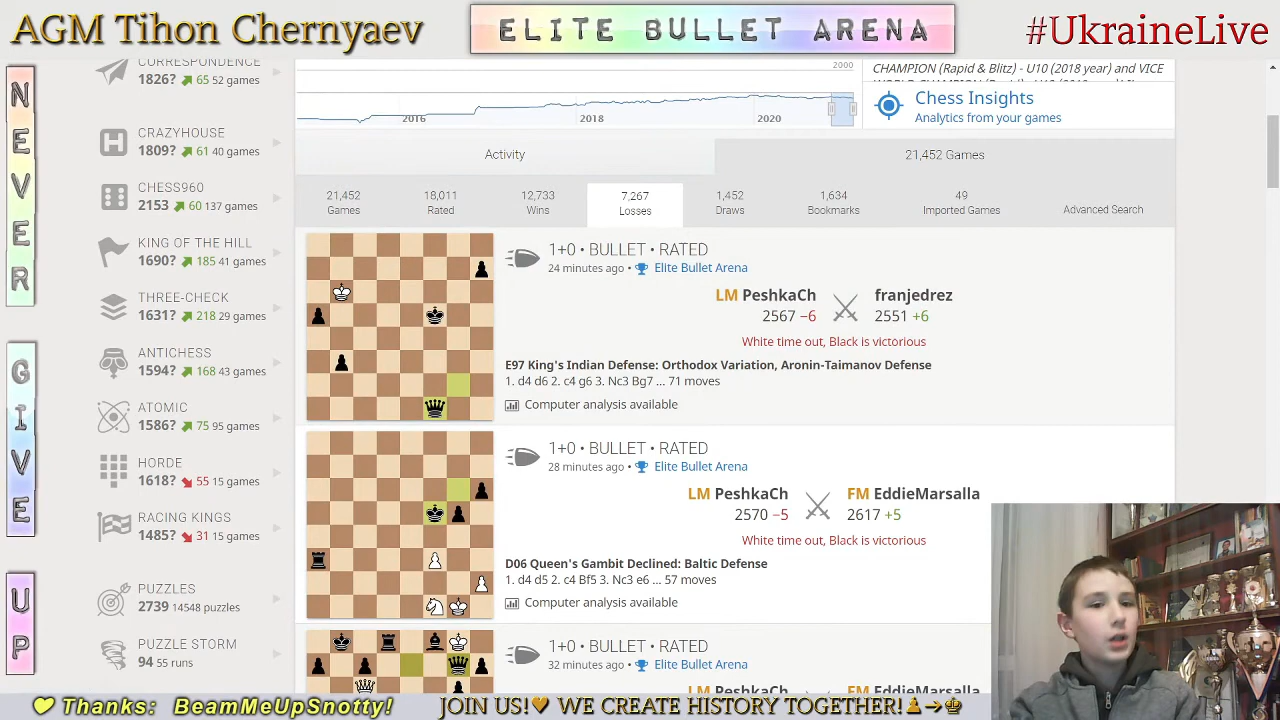 AGM Tihon Chernyaev
ELITE BULLET ARENA
#UkraineLive
NEVER
GIVE
UP
CORRESPONDENCE
1826? 65 52 games
CRAZYHOUSE
1809? 61 40 games
CHESS960
2153 60 137 games
KING OF THE HILL
1690? 185 41 games
THREE-CHECK
1631? 218 29 games
ANTICHESS
1594? 168 43 games
ATOMIC
1586? 75 95 games
HORDE
1618? 55 15 games
RACING KINGS
1485? 31 15 games
PUZZLES
2739 14548 puzzles
PUZZLE STORM
94 55 runs
2000
2016 2018 2020
CHAMPION (Rapid & Blitz) - U10 (2018 year) and VICE
Chess Insights
Analytics from your games
Activity
21,452 Games
21,452 Games
18,011 Rated
12,733 Wins
7,267 Losses
1,452 Draws
1,634 Bookmarks
49 Imported Games
Advanced Search
1+0 • BULLET • RATED
24 minutes ago • Elite Bullet Arena
LM PeshkaCh franjedrez
2567 −6 2551 +6
White time out, Black is victorious
E97 King's Indian Defense: Orthodox Variation, Aronin-Taimanov Defense
1. d4 d6 2. c4 g6 3. Nc3 Bg7 ... 71 moves
Computer analysis available
1+0 • BULLET • RATED
28 minutes ago • Elite Bullet Arena
LM PeshkaCh FM EddieMarsalla
2570 −5 2617 +5
White time out, Black is victorious
D06 Queen's Gambit Declined: Baltic Defense
1. d4 d5 2. c4 Bf5 3. Nc3 e6 ... 57 moves
Computer analysis available
1+0 • BULLET • RATED
32 minutes ago • Elite Bullet Arena
LM PeshkaCh FM EddieMarsalla
Thanks: BeamMeUpSnotty!
JOIN US! WE CREATE HISTORY TOGETHER!